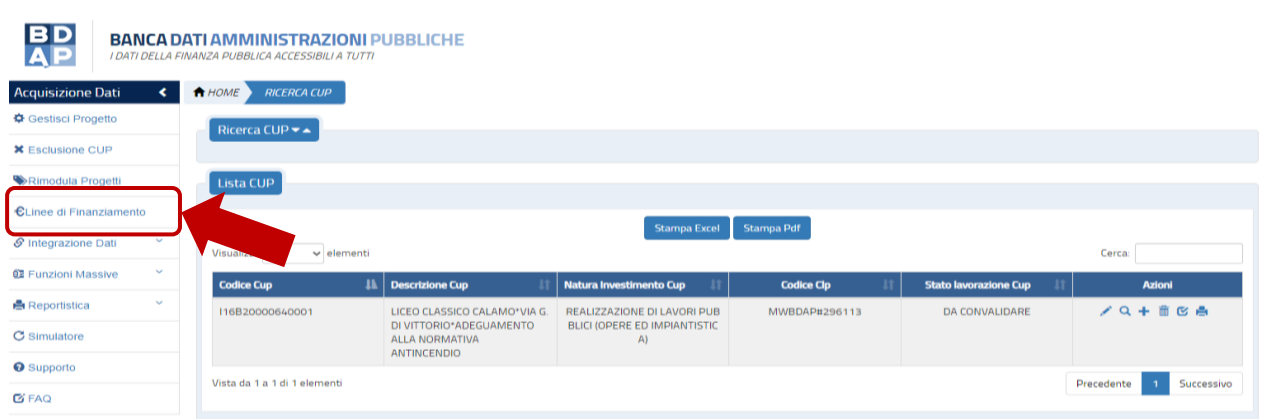 BD
AP
BANCA DATI AMMINISTRAZIONI PUBBLICHE
I DATI DELLA FINANZA PUBBLICA ACCESSIBILI A TUTTI
Acquisizione Dati
HOME RICERCA CUP
Gestisci Progetto
Esclusione CUP
Rimodula Progetti
Linee di Finanziamento
Integrazione Dati
Funzioni Massive
Reportistica
Simulatore
Supporto
FAQ
Ricerca CUP
Lista CUP
Stampa Excel Stampa Pdf
elementi
Cerca:
Codice Cup Descrizione Cup Natura Investimento Cup Codice Clp Stato lavorazione Cup Azioni
I16B20000640001
LICEO CLASSICO CALAMO*VIA G.
DI VITTORIO*ADEGUAMENTO
ALLA NORMATIVA
ANTINCENDIO
REALIZZAZIONE DI LAVORI PUB
BLICI (OPERE ED IMPIANTISTIC
A)
MWBDAP#296113
DA CONVALIDARE
Vista da 1 a 1 di 1 elementi
Precedente 1 Successivo